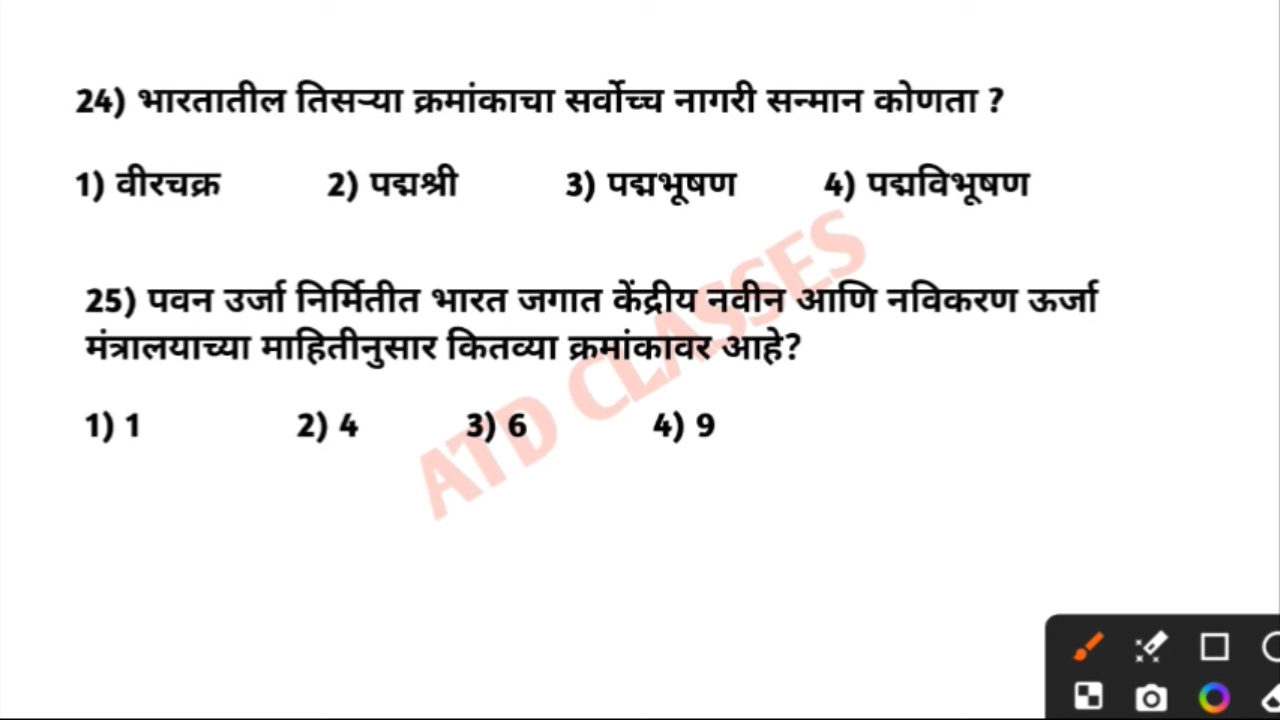 24) भारतातील तिसऱ्या क्रमांकाचा सर्वोच्च नागरी सन्मान कोणता ?
1) वीरचक्र 2) पद्मश्री 3) पद्मभूषण 4) पद्मविभूषण
25) पवन उर्जा निर्मितीत भारत जगात केंद्रीय नवीन आणि नविकरण ऊर्जा
मंत्रालयाच्या माहितीनुसार कितव्या क्रमांकावर आहे?
1) 1 2) 4 3) 6 4) 9
ATD CLASSES